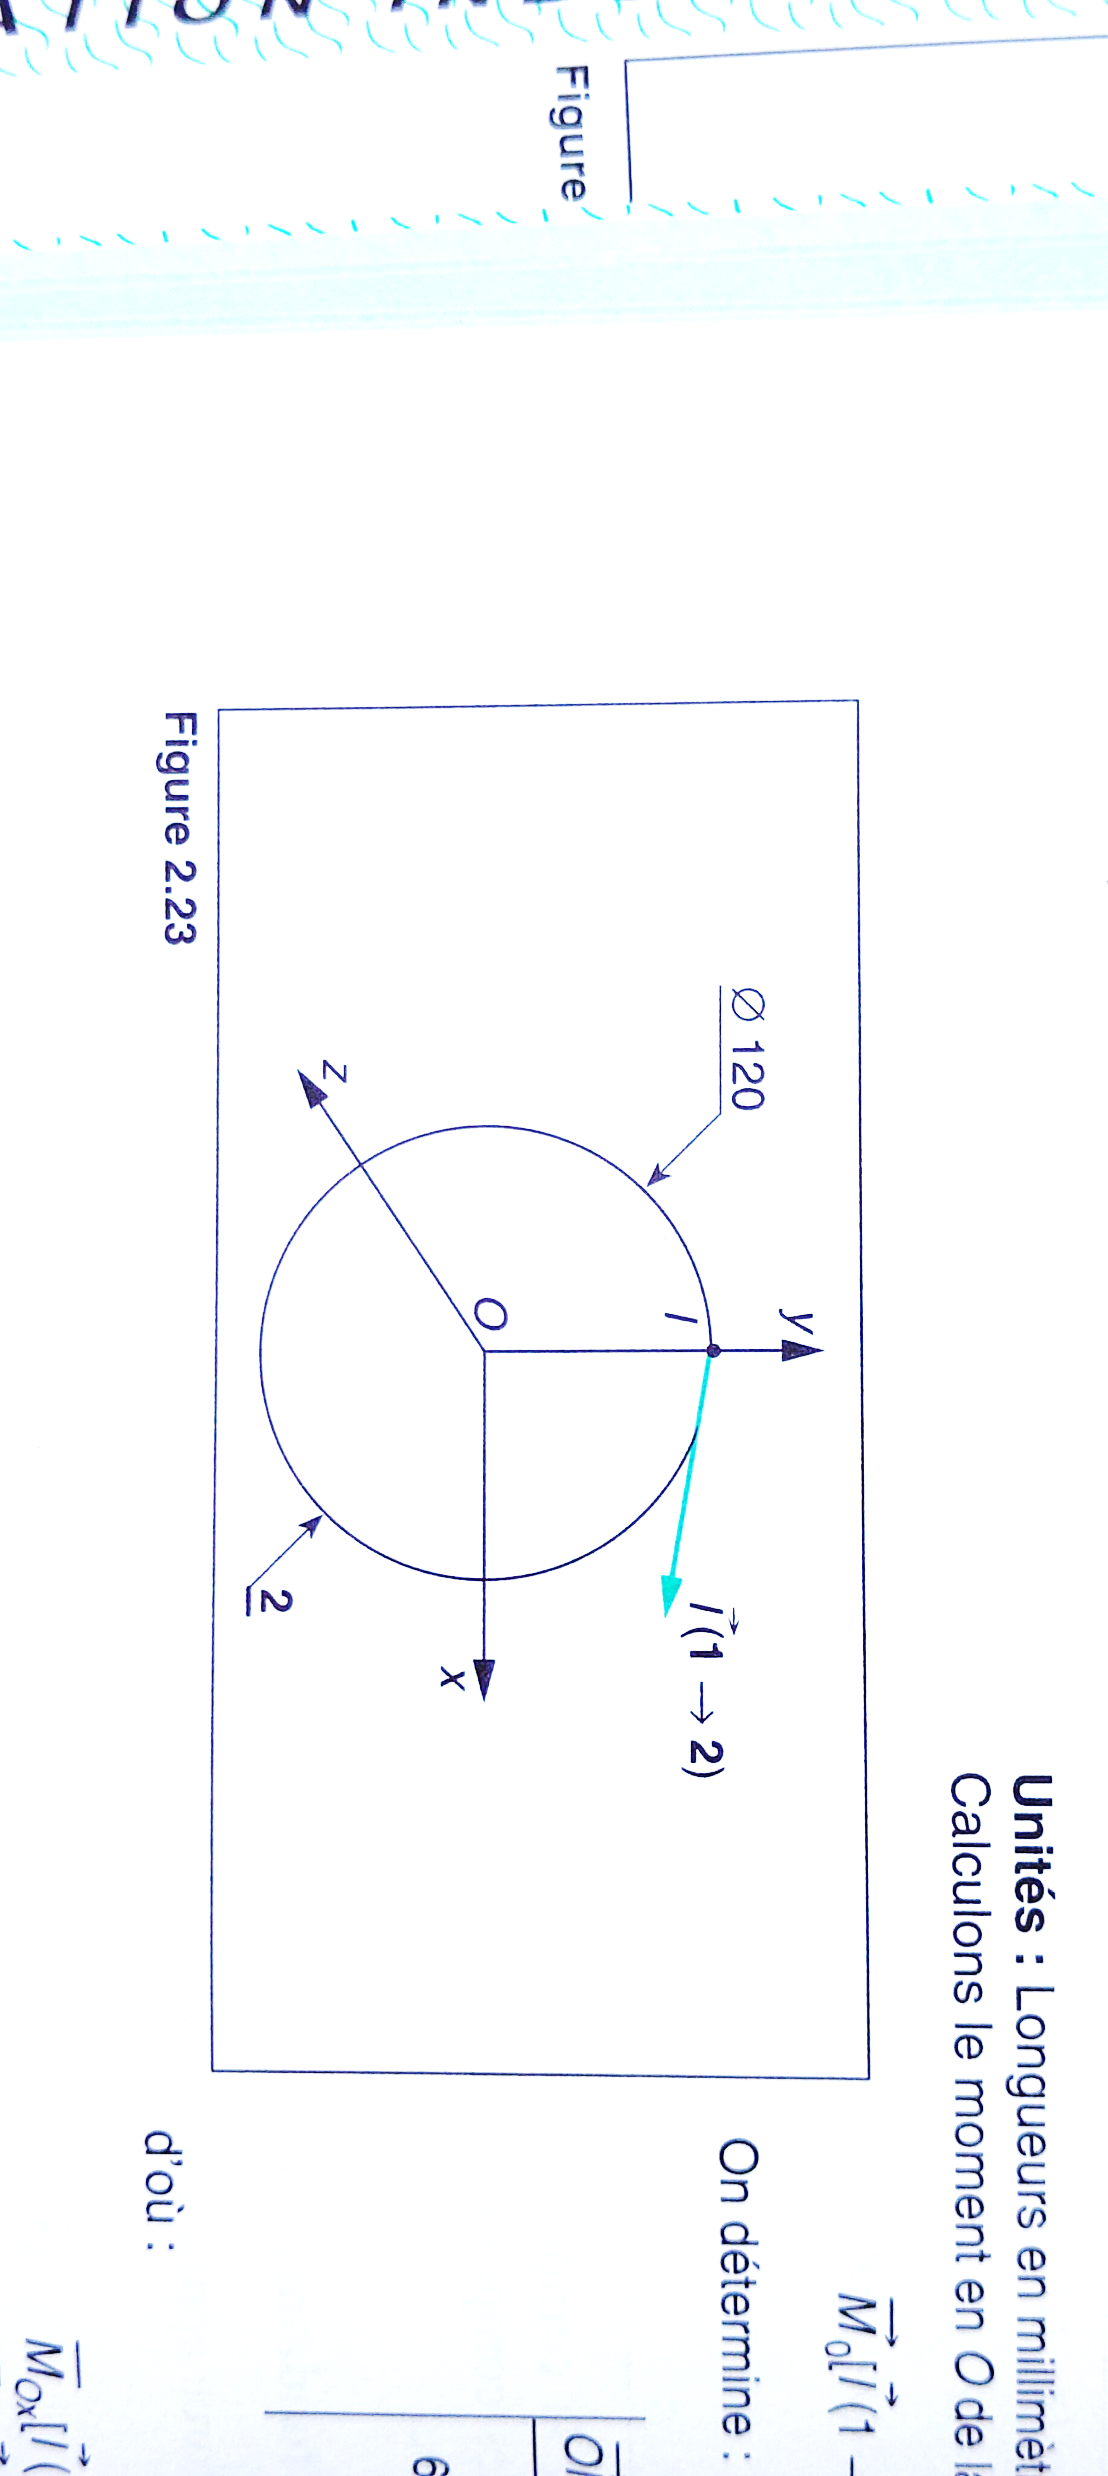 Figure
Unités : Longueurs en
Calculons le moment en O de
Ø 120
y
I
I (1 → 2)
O
x
z
2
Figure 2.23
On détermine :
d'où :